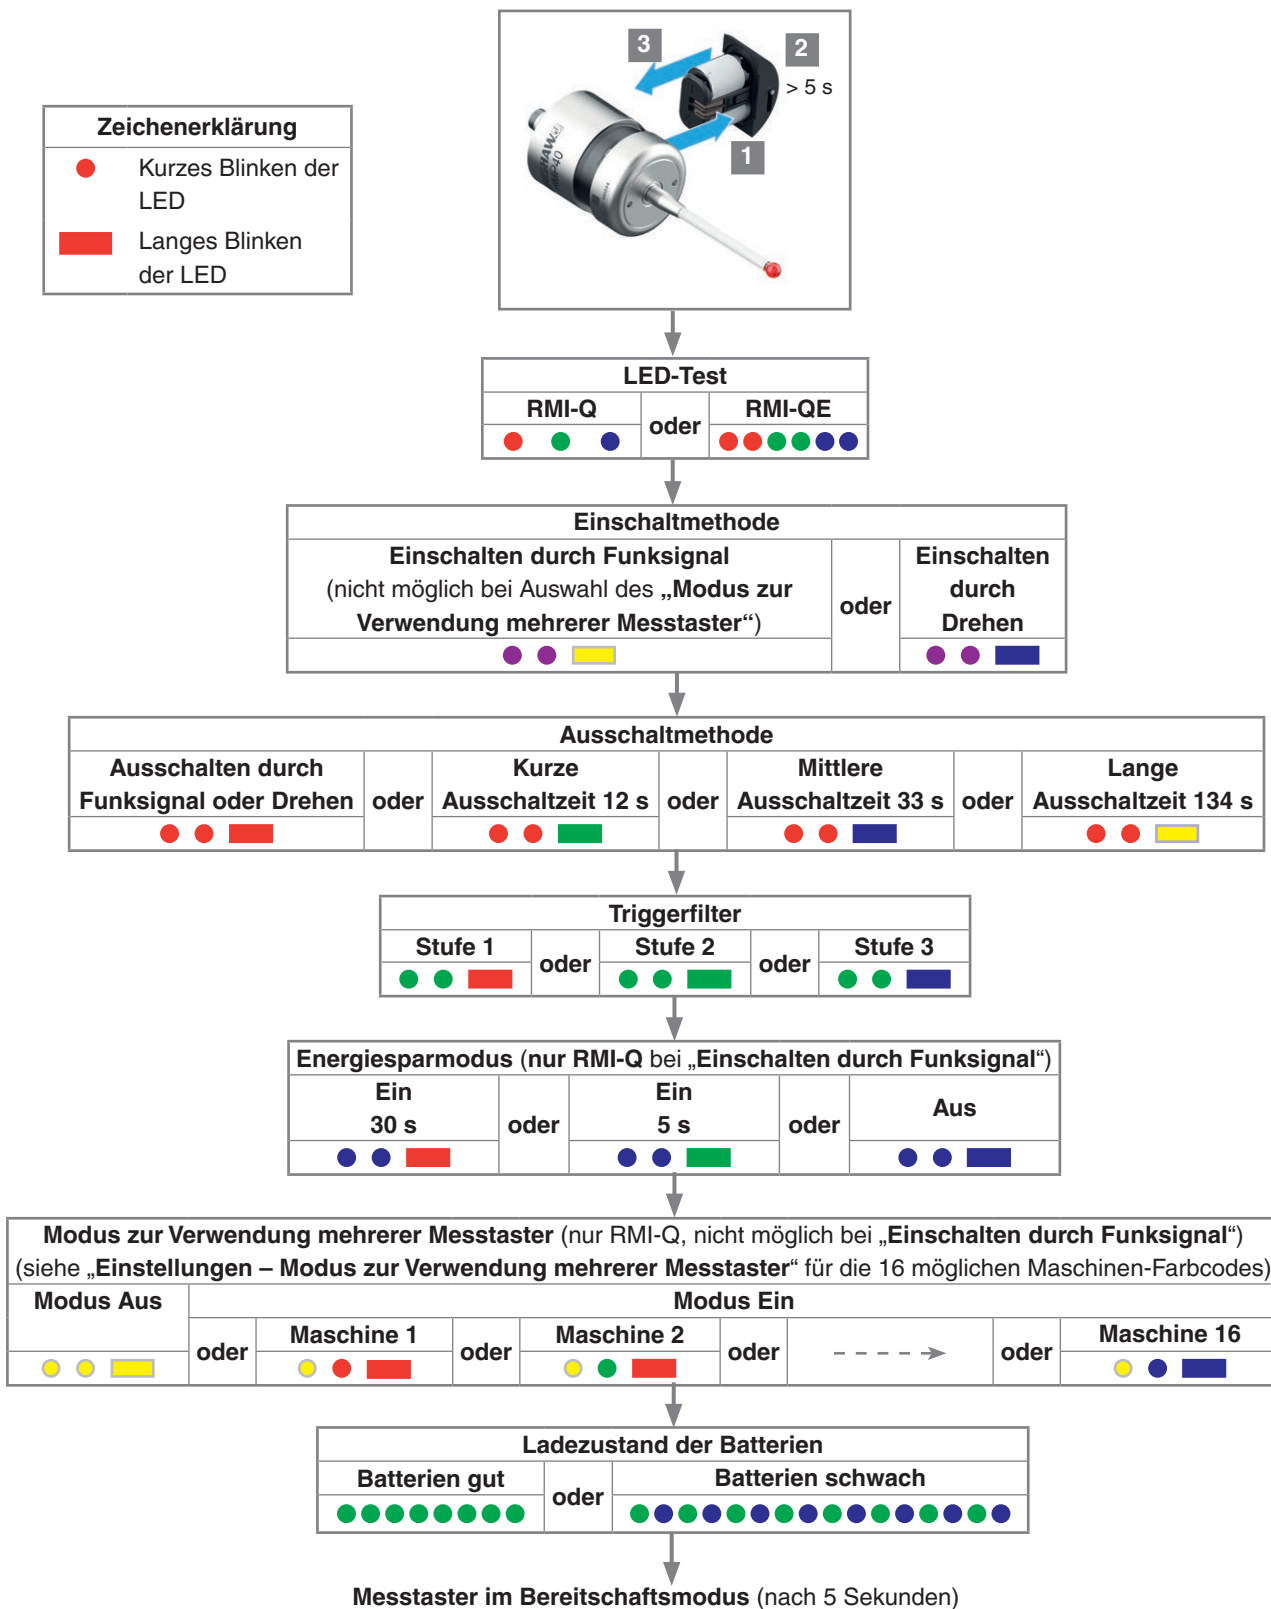 3
2
> 5 s
1
RMP40
Zeichenerklärung
Kurzes Blinken der
LED
Langes Blinken
der LED
LED-Test
RMI-Q
oder
RMI-QE
Einschaltmethode
Einschalten durch Funksignal
(nicht möglich bei Auswahl des „Modus zur
Verwendung mehrerer Messtaster“)
oder
Einschalten
durch
Drehen
Ausschaltmethode
Ausschalten durch
Funksignal oder Drehen
oder
Kurze
Ausschaltzeit 12 s
oder
Mittlere
Ausschaltzeit 33 s
oder
Lange
Ausschaltzeit 134 s
Triggerfilter
Stufe 1
oder
Stufe 2
oder
Stufe 3
Energiesparmodus (nur RMI-Q bei „Einschalten durch Funksignal“)
Ein
30 s
oder
Ein
5 s
oder
Aus
Modus zur Verwendung mehrerer Messtaster (nur RMI-Q, nicht möglich bei „Einschalten durch Funksignal“)
(siehe „Einstellungen – Modus zur Verwendung mehrerer Messtaster“ für die 16 möglichen Maschinen-Farbcodes)
Modus Aus
Modus Ein
oder
Maschine 1
oder
Maschine 2
oder
oder
Maschine 16
Ladezustand der Batterien
Batterien gut
oder
Batterien schwach
Messtaster im Bereitschaftsmodus (nach 5 Sekunden)